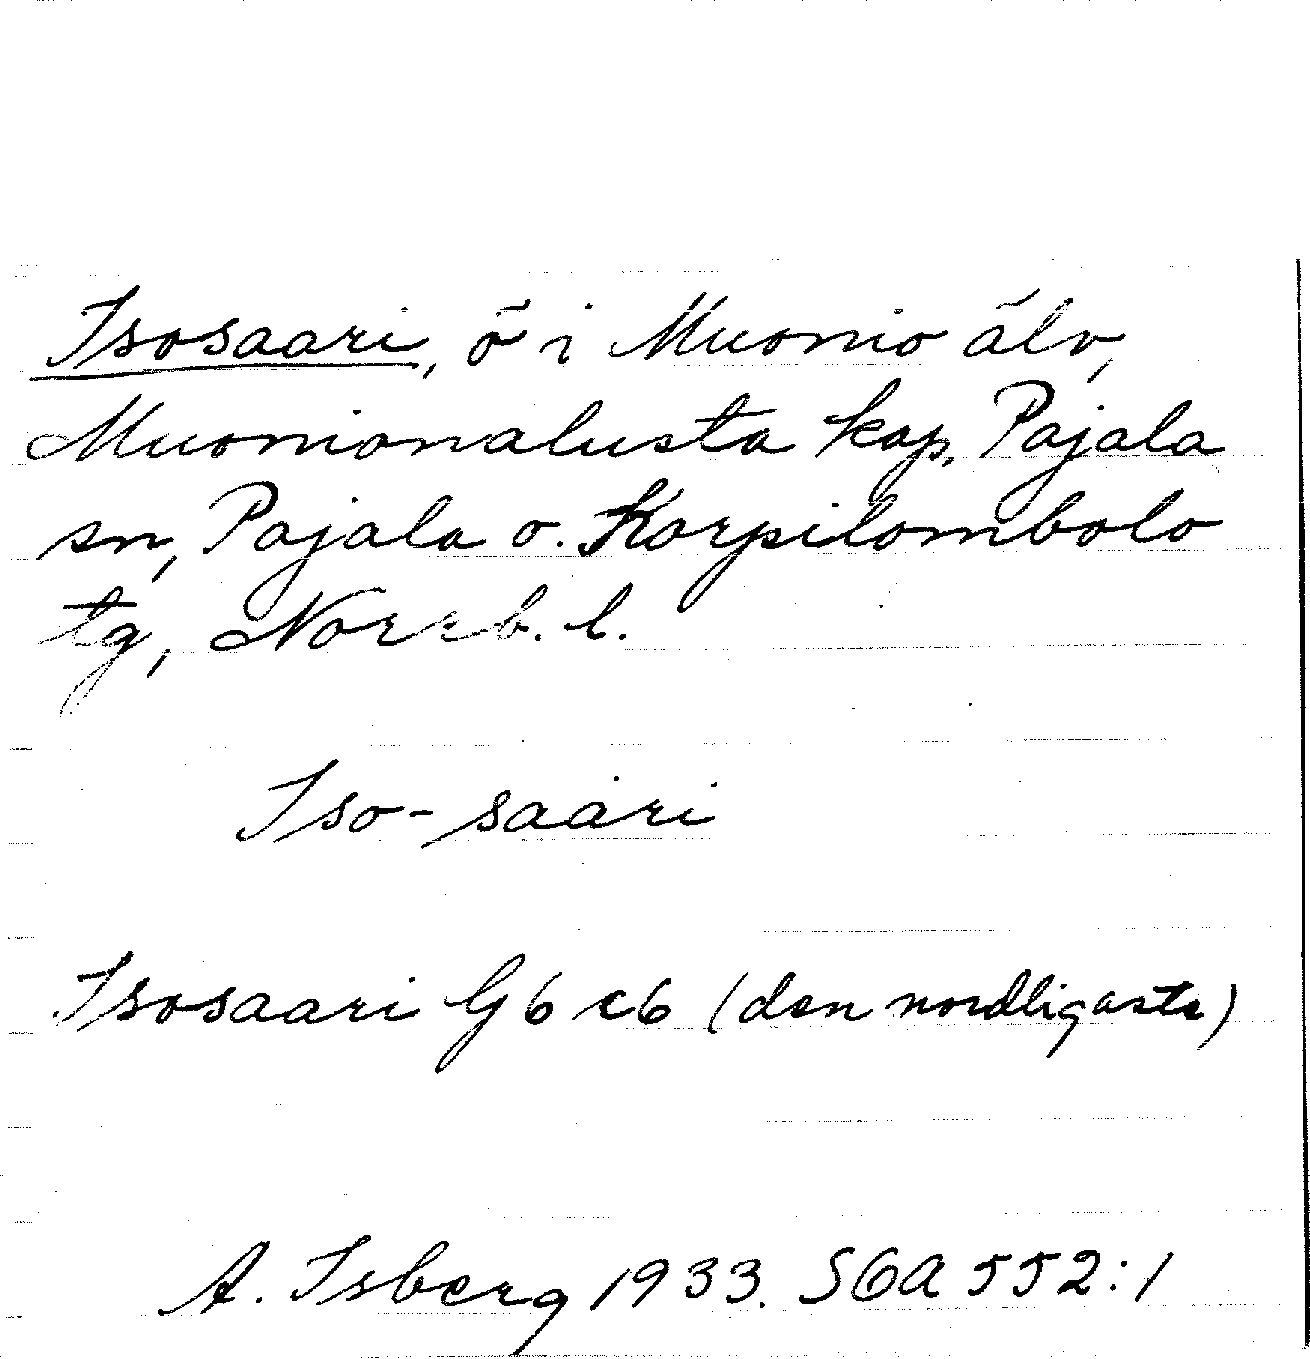 Isosaari, ö i Muonio älv,
Muonionalusta kap, Pajala
sn, Pajala o. Korpilombolo
tg, Norrb. l.
Iso-saari
Isosaari G6 c6 (den nordligaste)
A. Isberg 1933. SOA 552:1